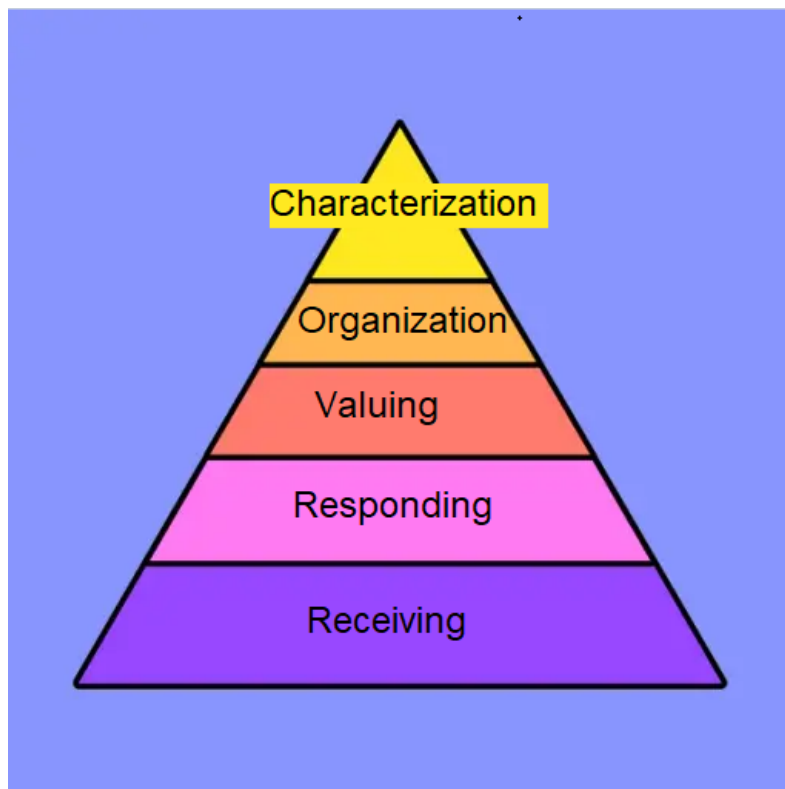 Characterization
Organization
Valuing
Responding
Receiving